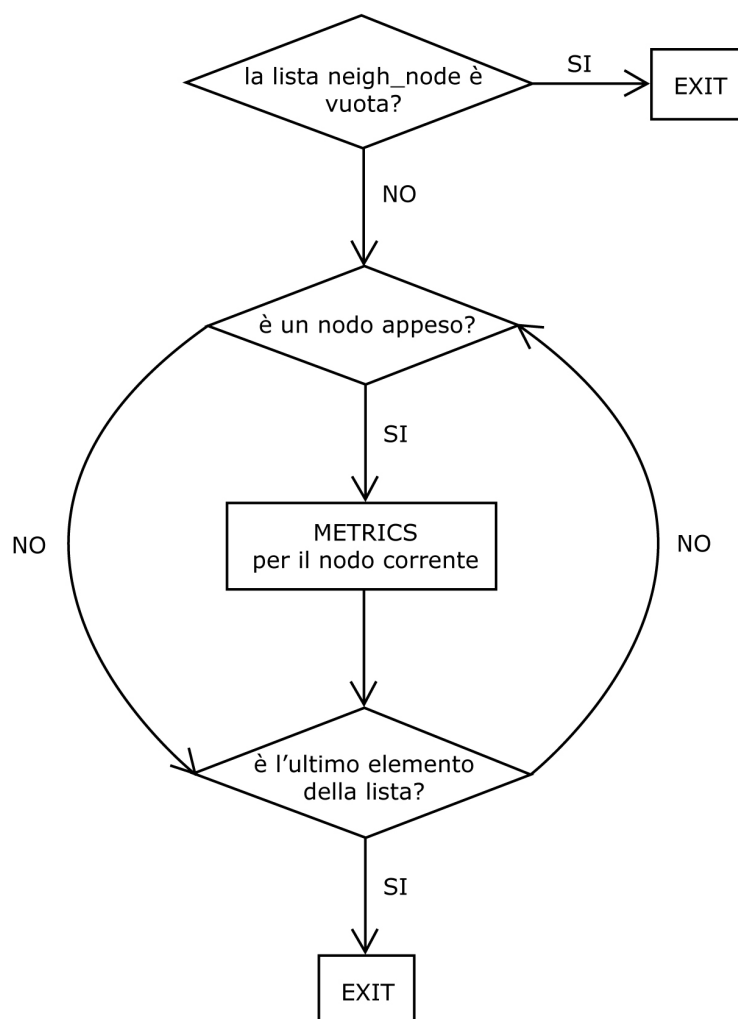 la lista neigh_node è
vuota?
SI
EXIT
NO
è un nodo appeso?
SI
METRICS
per il nodo corrente
NO
NO
è l'ultimo elemento
della lista?
SI
EXIT